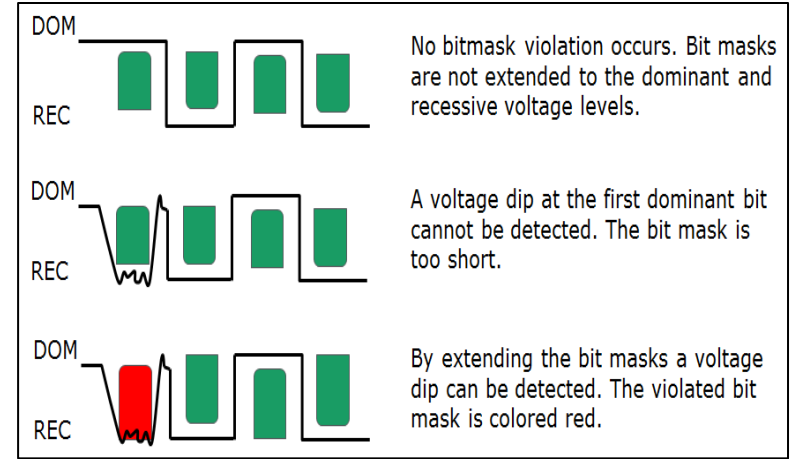 DOM
REC
No bitmask violation occurs. Bit masks
are not extended to the dominant and
recessive voltage levels.
DOM
REC
A voltage dip at the first dominant bit
cannot be detected. The bit mask is
too short.
DOM
REC
By extending the bit masks a voltage
dip can be detected. The violated bit
mask is colored red.